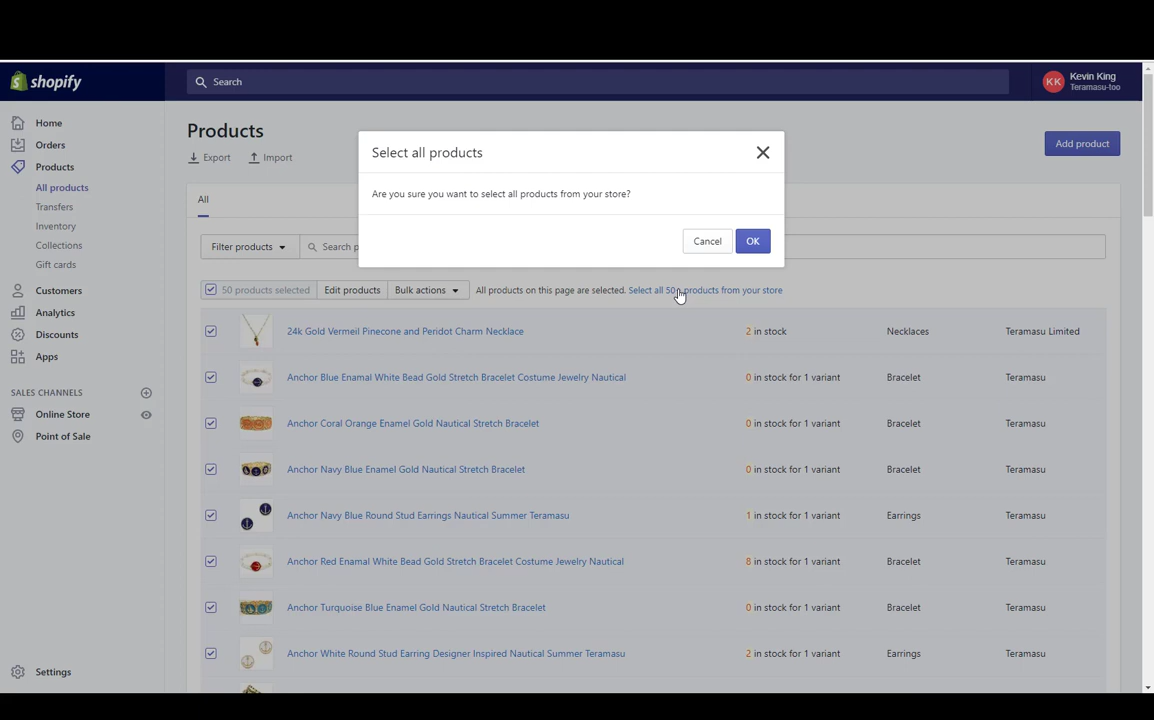 shopify
Search
KK
Kevin King
Teramasu-too
Home
Orders
Products
All products
Transfers
Inventory
Collections
Gift cards
Customers
Analytics
Discounts
Apps
SALES CHANNELS
Online Store
Point of Sale
Settings
Products
Export Import
Add product
Select all products
Are you sure you want to select all products from your store?
Cancel OK
All
Filter products Search p
50 products selected Edit products Bulk actions All products on this page are selected. Select all 50+ products from your store
24k Gold Vermeil Pinecone and Peridot Charm Necklace 2 in stock Necklaces Teramasu Limited
Anchor Blue Enamal White Bead Gold Stretch Bracelet Costume Jewelry Nautical 0 in stock for 1 variant Bracelet Teramasu
Anchor Coral Orange Enamel Gold Nautical Stretch Bracelet 0 in stock for 1 variant Bracelet Teramasu
Anchor Navy Blue Enamel Gold Nautical Stretch Bracelet 0 in stock for 1 variant Bracelet Teramasu
Anchor Navy Blue Round Stud Earrings Nautical Summer Teramasu 1 in stock for 1 variant Earrings Teramasu
Anchor Red Enamal White Bead Gold Stretch Bracelet Costume Jewelry Nautical 8 in stock for 1 variant Bracelet Teramasu
Anchor Turquoise Blue Enamel Gold Nautical Stretch Bracelet 0 in stock for 1 variant Bracelet Teramasu
Anchor White Round Stud Earring Designer Inspired Nautical Summer Teramasu 2 in stock for 1 variant Earrings Teramasu